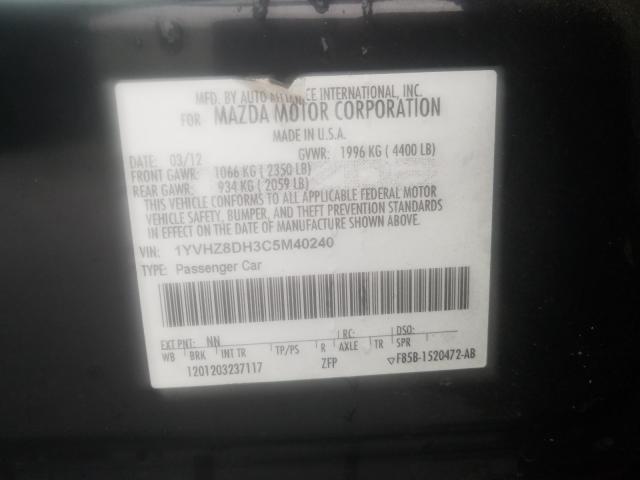 MFD. BY AUTO ALLIANCE INTERNATIONAL, INC.
FOR MAZDA MOTOR CORPORATION
MADE IN U.S.A.
DATE: 03/12 GVWR: 1996 KG ( 4400 LB)
FRONT GAWR: 1066 KG ( 2350 LB)
REAR GAWR: 934 KG ( 2059 LB)
THIS VEHICLE CONFORMS TO ALL APPLICABLE FEDERAL MOTOR
VEHICLE SAFETY, BUMPER, AND THEFT PREVENTION STANDARDS
IN EFFECT ON THE DATE OF MANUFACTURE SHOWN ABOVE.
VIN: 1YVHZ8DH3C5M40240
TYPE: Passenger Car
EXT PNT: NN RC: DSO:
WB BRK INT TR TP/PS R AXLE TR SPR
1201203237117 ZFP ▽F85B-1520472-AB